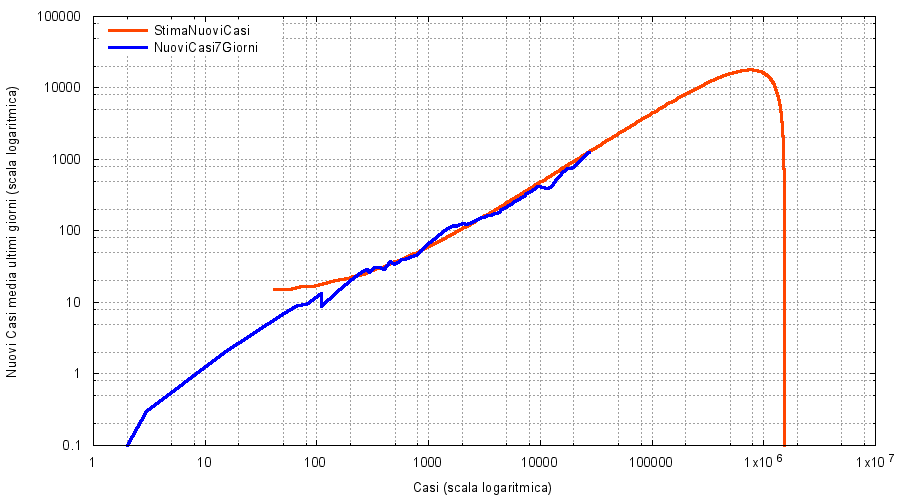 100000
StimaNuoviCasi
NuoviCasi7Giorni
10000
1000
100
10
1
0.1
Nuovi Casi media ultimi giorni (scala logaritmica)
1 10 100 1000 10000 100000 1x10^6 1x10^7
Casi (scala logaritmica)